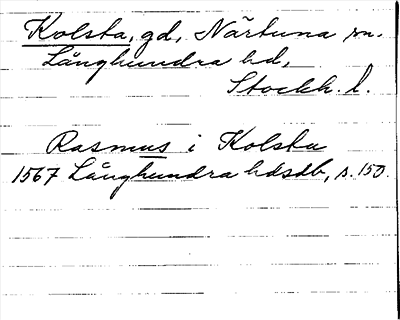 Kolsta, gd, Närtuna sn.
Långhundra hd,
Stockh. l.
Rasmus i Kolsta
1567 Långhundra hdsdb, s. 150.